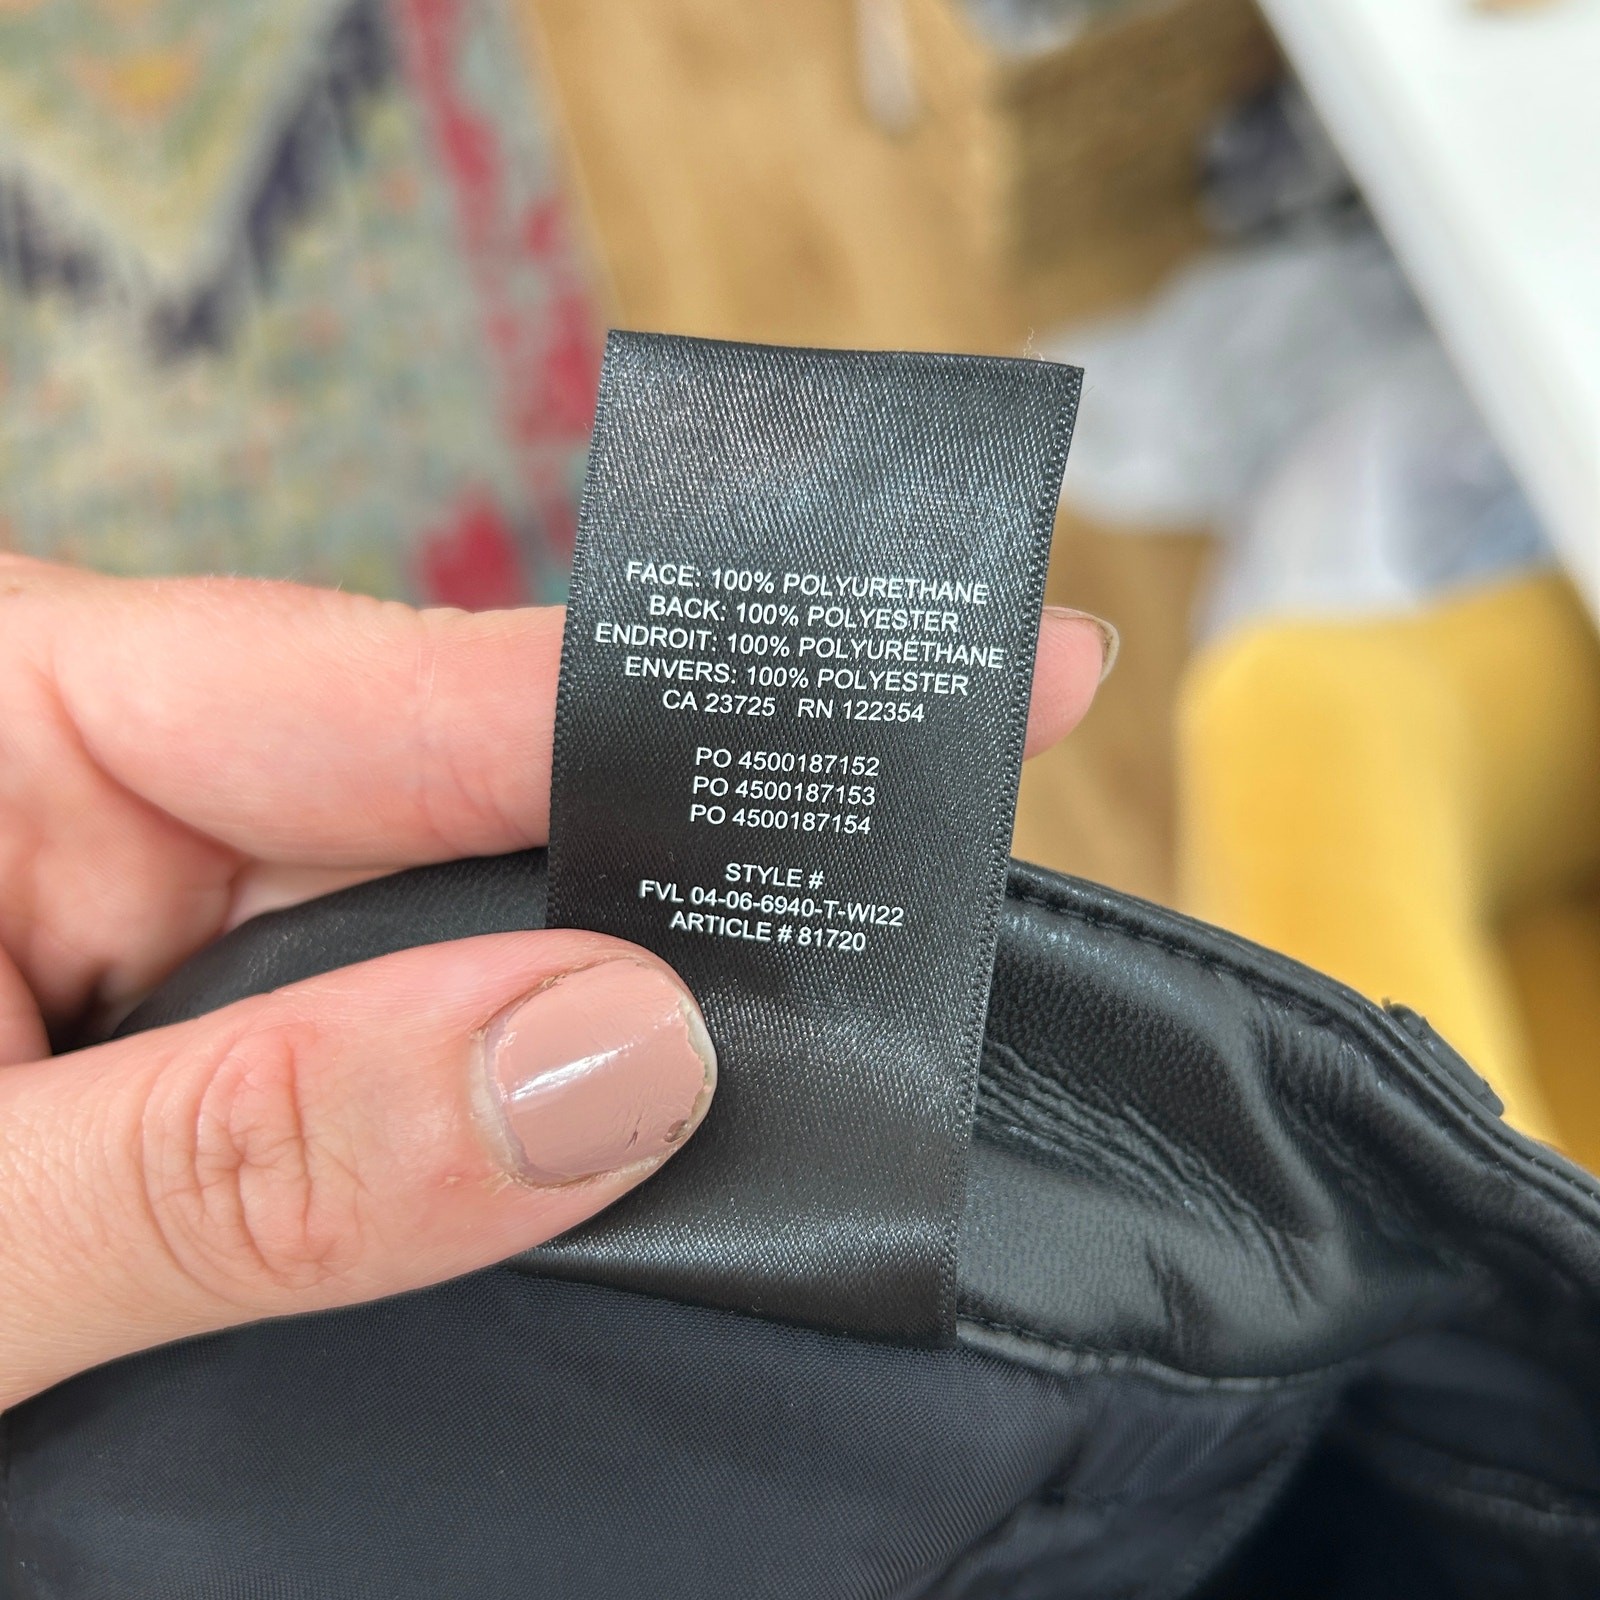 FACE: 100% POLYURETHANE
BACK: 100% POLYESTER
ENDROIT: 100% POLYURETHANE
ENVERS: 100% POLYESTER
CA 23725 RN 122354
PO 4500187152
PO 4500187153
PO 4500187154
STYLE #
FVL 04-06-6940-T-WI22
ARTICLE # 81720